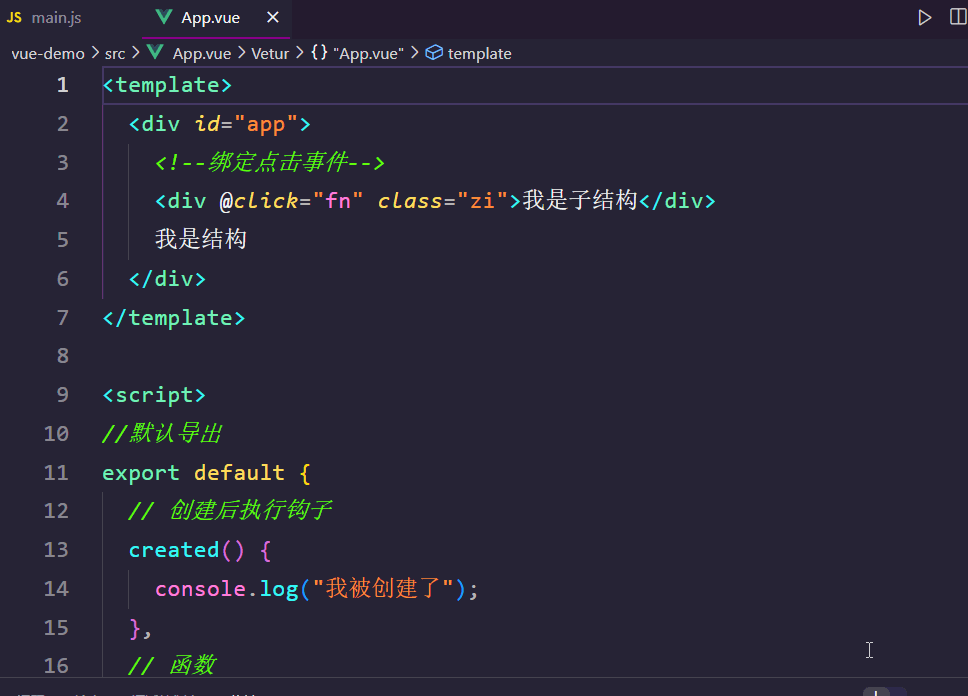 JS main.js App.vue ×
vue-demo > src > App.vue > Vetur > {} "App.vue" > template
1 <template>
2 <div id="app">
3 <!--绑定点击事件-->
4 <div @click="fn" class="zi">我是子结构</div>
5 我是结构
6 </div>
7 </template>
8
9 <script>
10 //默认导出
11 export default {
12 // 创建后执行钩子
13 created() {
14 console.log("我被创建了");
15 },
16 // 函数